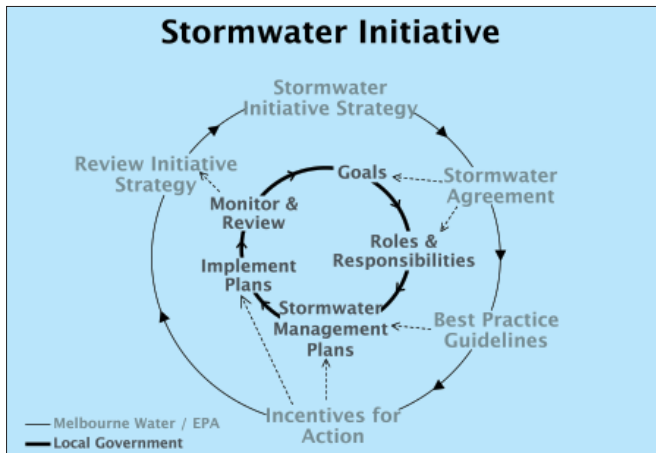 Stormwater Initiative
Stormwater
Initiative Strategy
Review Initiative
Strategy
Goals
Stormwater
Agreement
Monitor &
Review
Roles &
Responsibilities
Implement
Plans
Stormwater
Management
Plans
Best Practice
Guidelines
Incentives for
Action
Melbourne Water / EPA
Local Government